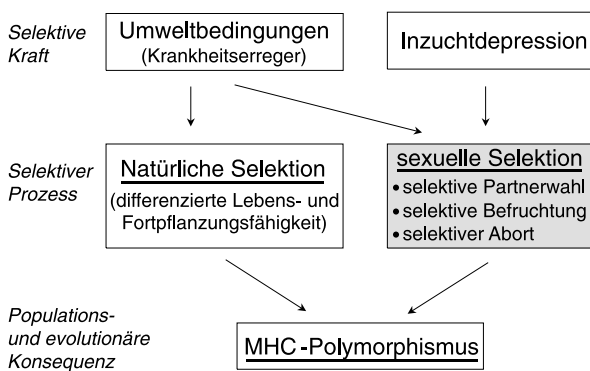 Selektive
Kraft
Umweltbedingungen
(Krankheitserreger)
Inzuchtdepression
Selektiver
Prozess
Natürliche Selektion
(differenzierte Lebens- und
Fortpflanzungsfähigkeit)
sexuelle Selektion
• selektive Partnerwahl
• selektive Befruchtung
• selektiver Abort
Populations-
und evolutionäre
Konsequenz
MHC-Polymorphismus